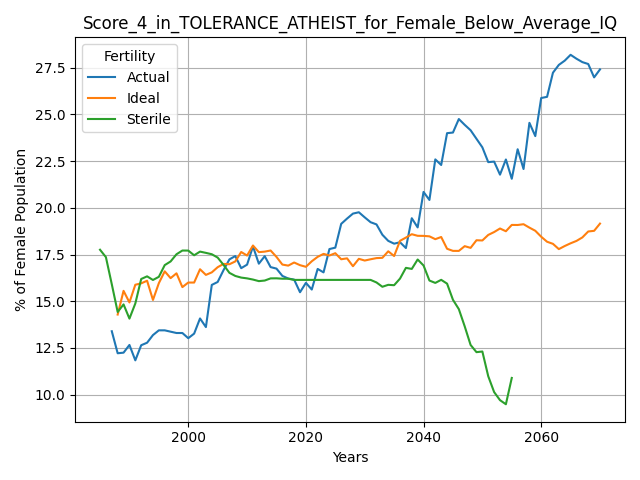 Score_4_in_TOLERANCE_ATHEIST_for_Female_Below_Average_IQ
Fertility
Actual
Ideal
Sterile
% of Female Population
27.5
25.0
22.5
20.0
17.5
15.0
12.5
10.0
2000
2020
2040
2060
Years